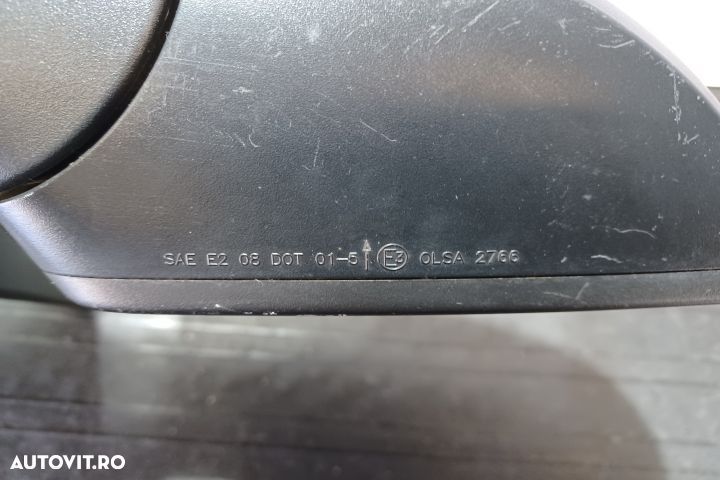 SAE E2 08 DOT 01-5↑ E3 OLSA 2766
AUTOVIT.RO